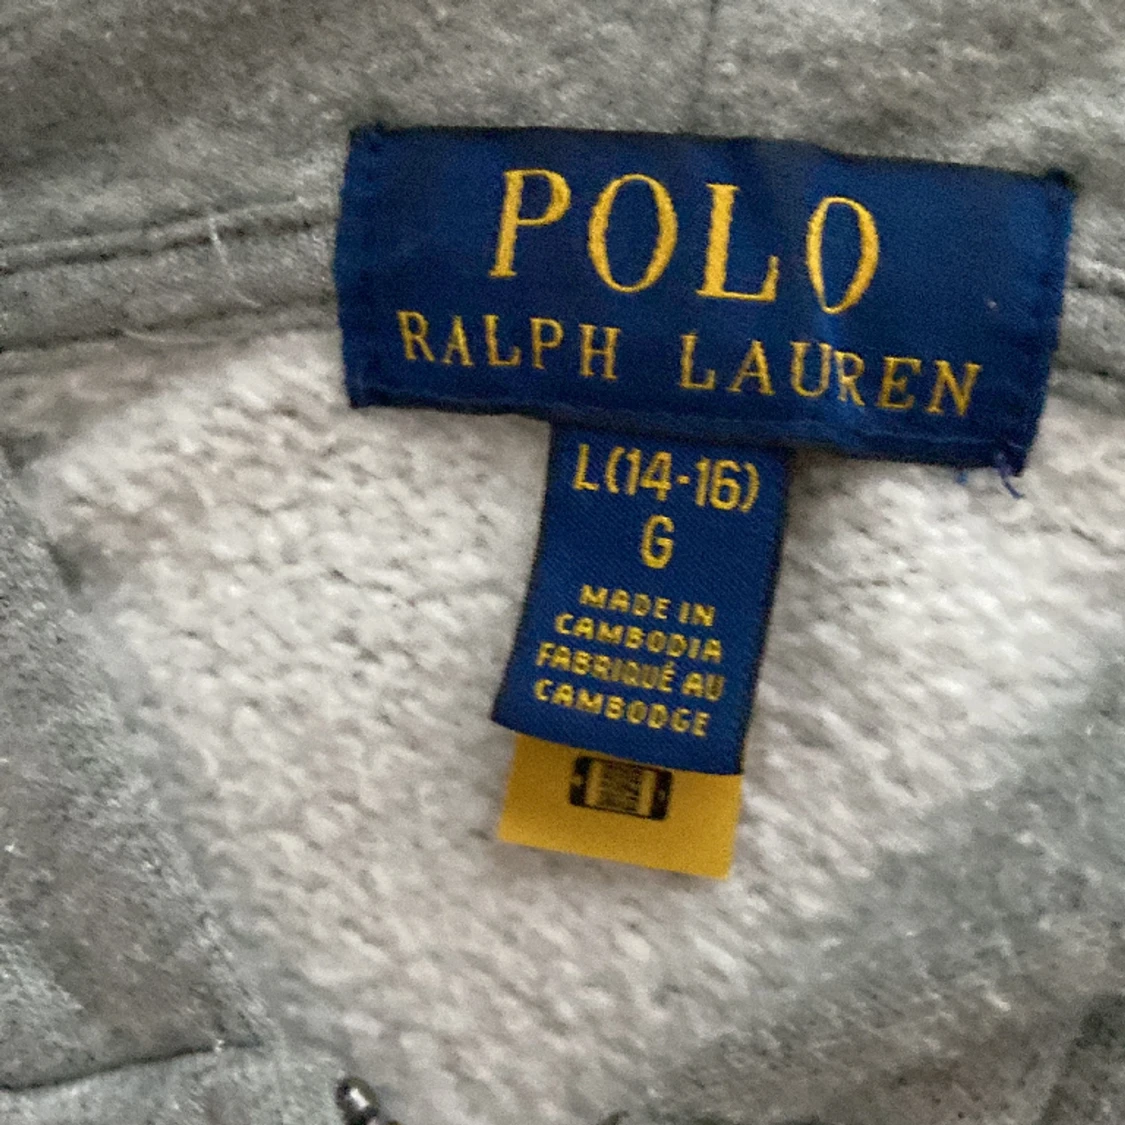 POLO
RALPH LAUREN
L(14-16)
G
MADE IN
CAMBODIA
FABRIQUÉ AU
CAMBODGE